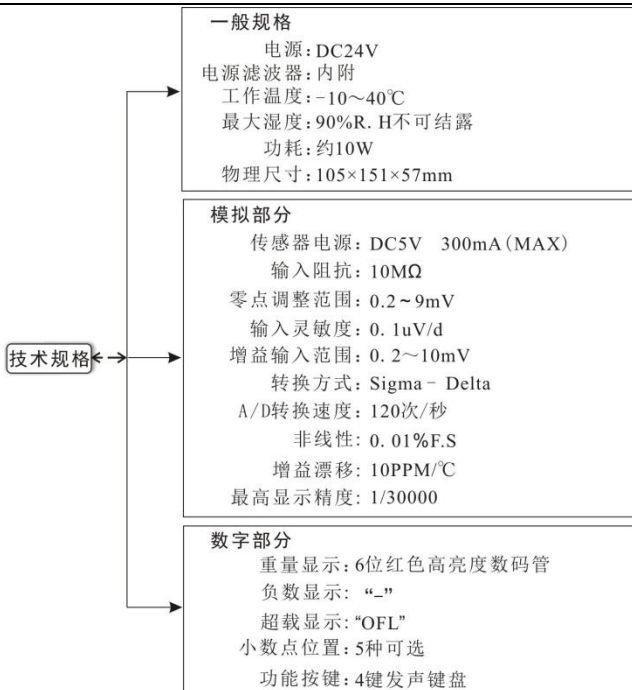 一般规格
电源:DC24V
电源滤波器:内附
工作温度:-10～40℃
最大湿度:90%R.H不可结露
功耗:约10W
物理尺寸:105×151×57mm
模拟部分
传感器电源: DC5V 300mA(MAX)
输入阻抗: 10MΩ
零点调整范围: 0.2~9mV
输入灵敏度: 0.1uV/d
增益输入范围: 0.2～10mV
技术规格
转换方式: Sigma－Delta
A/D转换速度: 120次/秒
非线性: 0.01%F.S
增益漂移: 10PPM/℃
最高显示精度: 1/30000
数字部分
重量显示:6位红色高亮度数码管
负数显示: “-”
超载显示:“OFL”
小数点位置:5种可选
功能按键:4键发声键盘